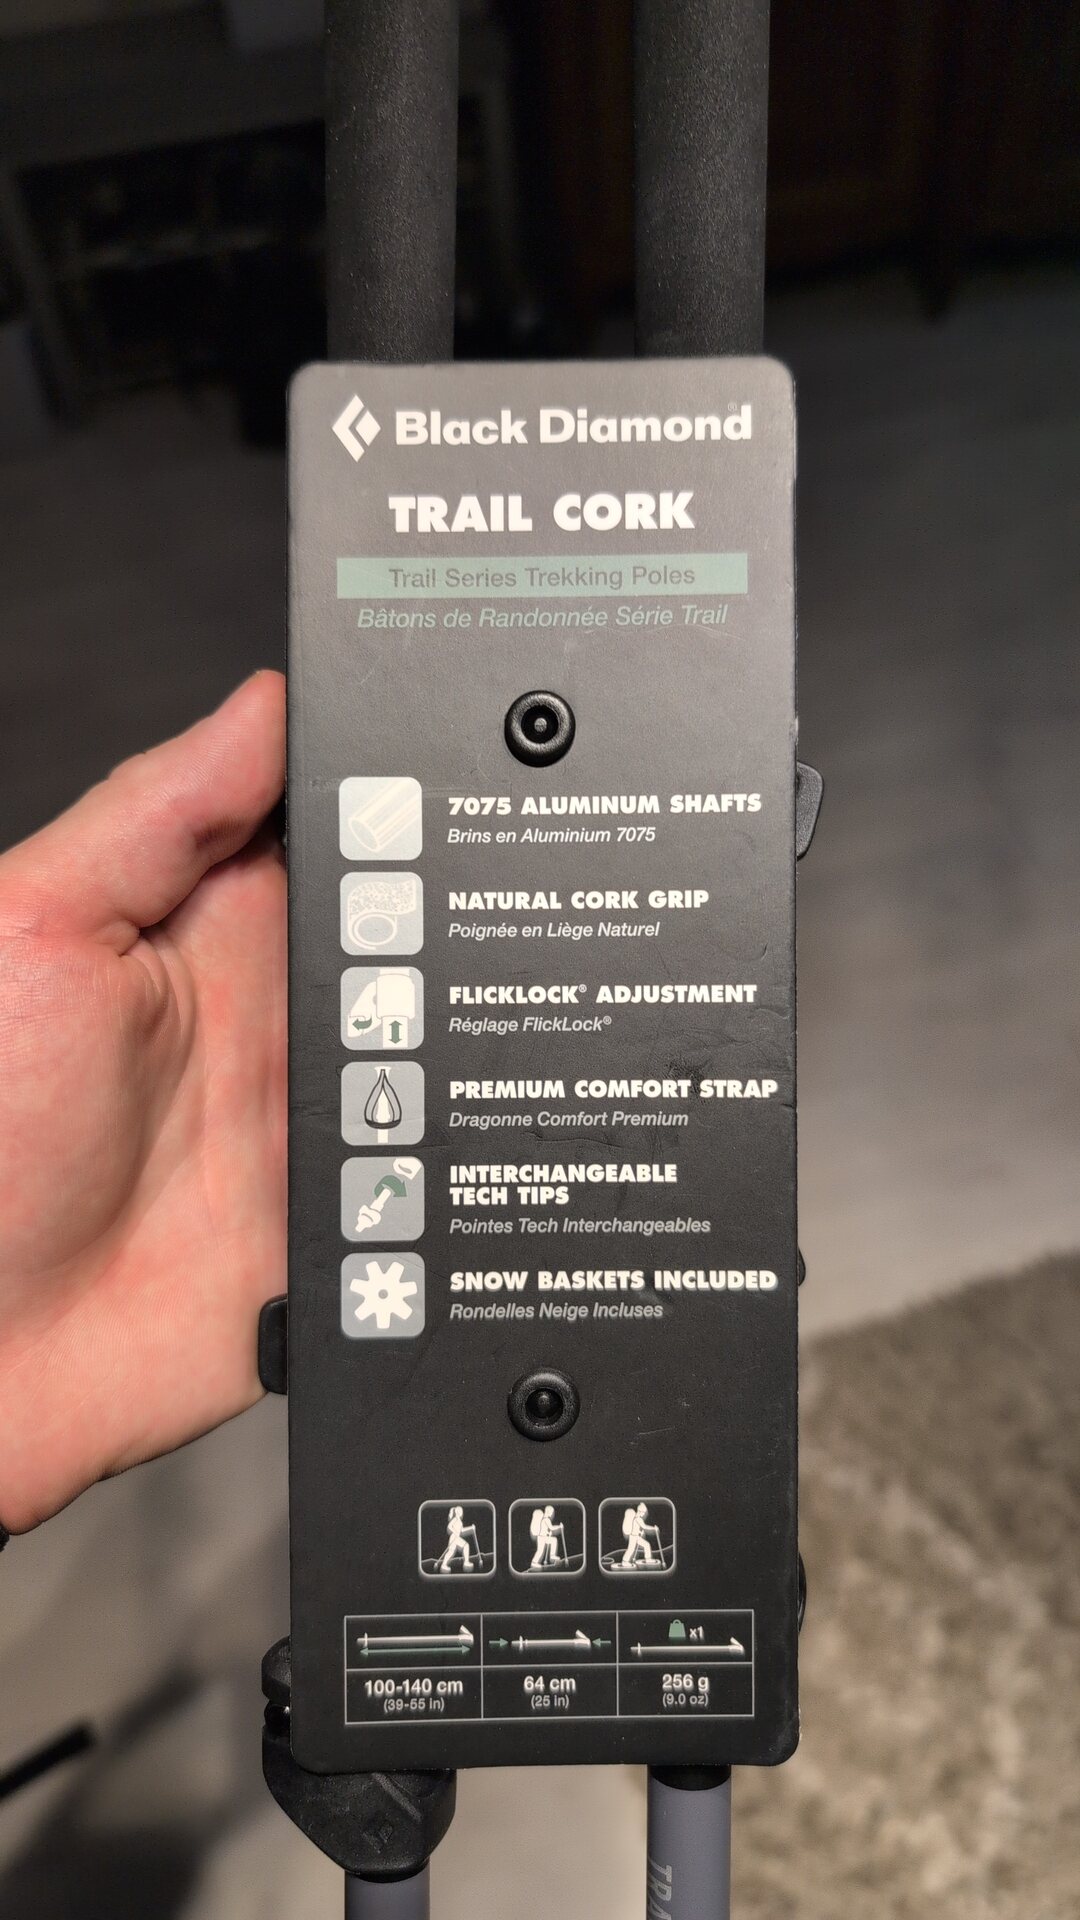 Black Diamond®
TRAIL CORK
Trail Series Trekking Poles
Bâtons de Randonnée Série Trail
7075 ALUMINUM SHAFTS
Brins en Aluminium 7075
NATURAL CORK GRIP
Poignée en Liège Naturel
FLICKLOCK® ADJUSTMENT
Réglage FlickLock®
PREMIUM COMFORT STRAP
Dragonne Comfort Premium
INTERCHANGEABLE
TECH TIPS
Pointes Tech Interchangeables
SNOW BASKETS INCLUDED
Rondelles Neige Incluses
x1
100-140 cm
(39-55 in)
64 cm
(25 in)
256 g
(9.0 oz)